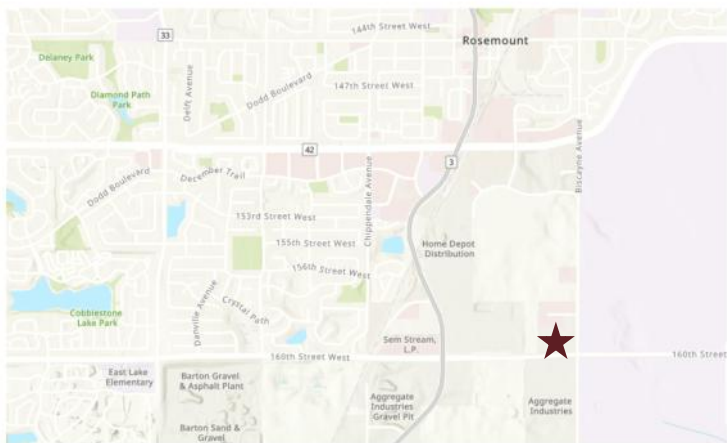 33
144th Street West
Rosemount
Delaney Park
Diamond Path
Park
Delft Avenue
Dodd Boulevard
147th Street West
42
3
Biscayne Avenue
Dodd Boulevard
December Trail
Chippendale Avenue
153rd Street West
155th Street West
Home Depot
Distribution
156th Street West
Cobblestone
Lake Park
Danville Avenue
Crystal Path
Sem Stream,
L.P.
160th Street West
160th Street
East Lake
Elementary
Barton Gravel
& Asphalt Plant
Aggregate
Industries
Gravel Pit
Aggregate
Industries
Barton Sand &
Gravel